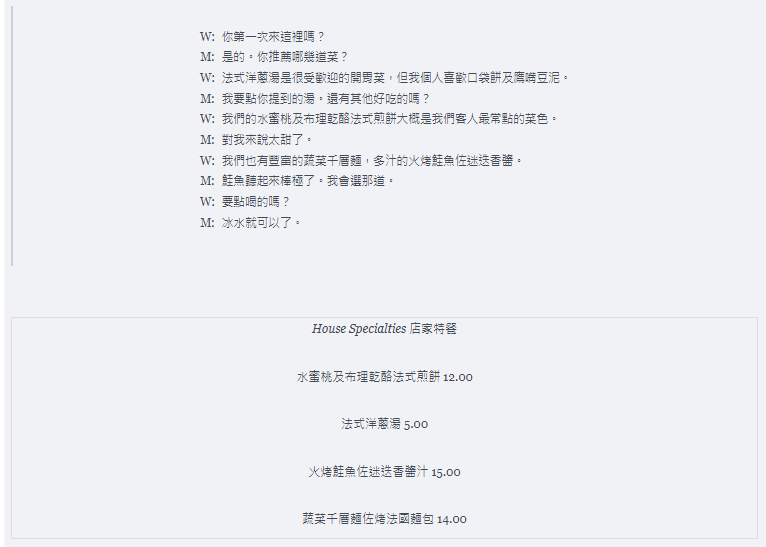 W: 你第一次來這裡嗎？
M: 是的。你推薦哪幾道菜？
W: 法式洋蔥湯是很受歡迎的開胃菜，但我個人喜歡口袋餅及鷹嘴豆泥。
M: 我要點你提到的湯。還有其他好吃的嗎？
W: 我們的水蜜桃及布理乾酪法式煎餅大概是我們客人最常點的菜色。
M: 對我來說太甜了。
W: 我們也有豐富的蔬菜千層麵，多汁的火烤鮭魚佐迷迭香醬。
M: 鮭魚聽起來棒極了。我會選那道。
W: 要點喝的嗎？
M: 冰水就可以了。
House Specialties 店家特餐
水蜜桃及布理乾酪法式煎餅 12.00
法式洋蔥湯 5.00
火烤鮭魚佐迷迭香醬汁 15.00
蔬菜千層麵佐烤法國麵包 14.00